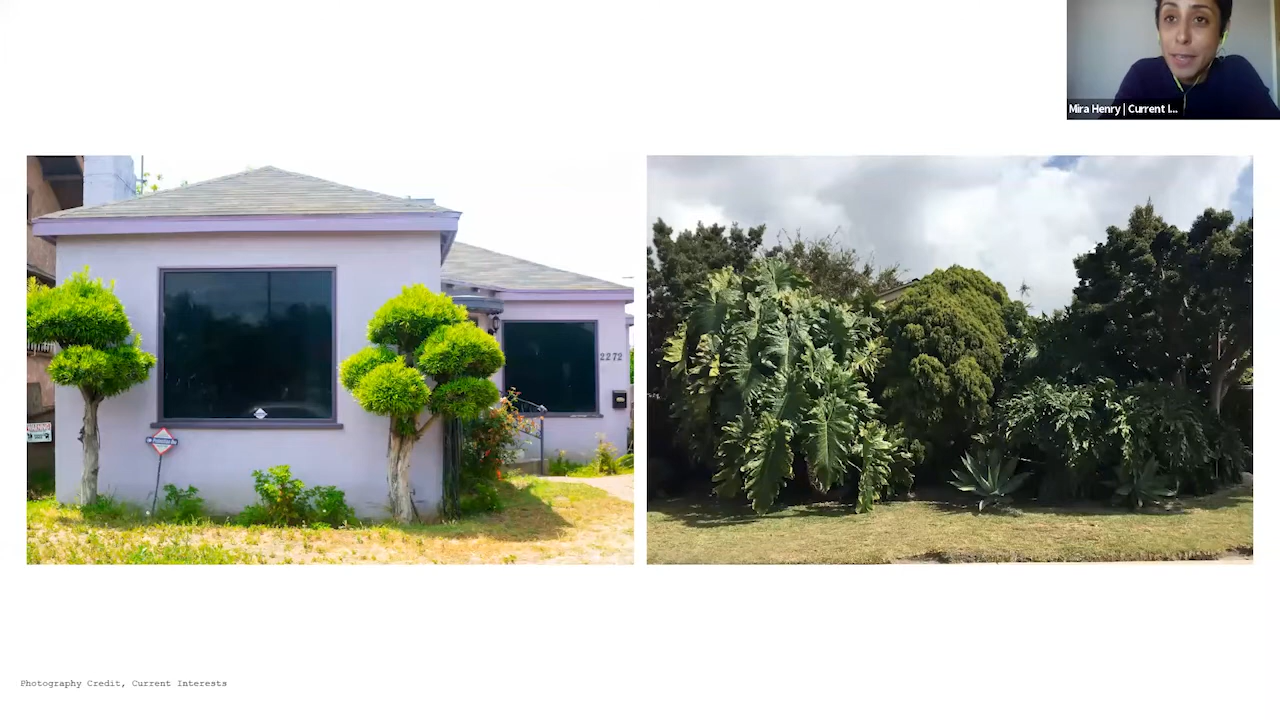 Mira Henry | Current I...
2272
Photography Credit, Current Interests